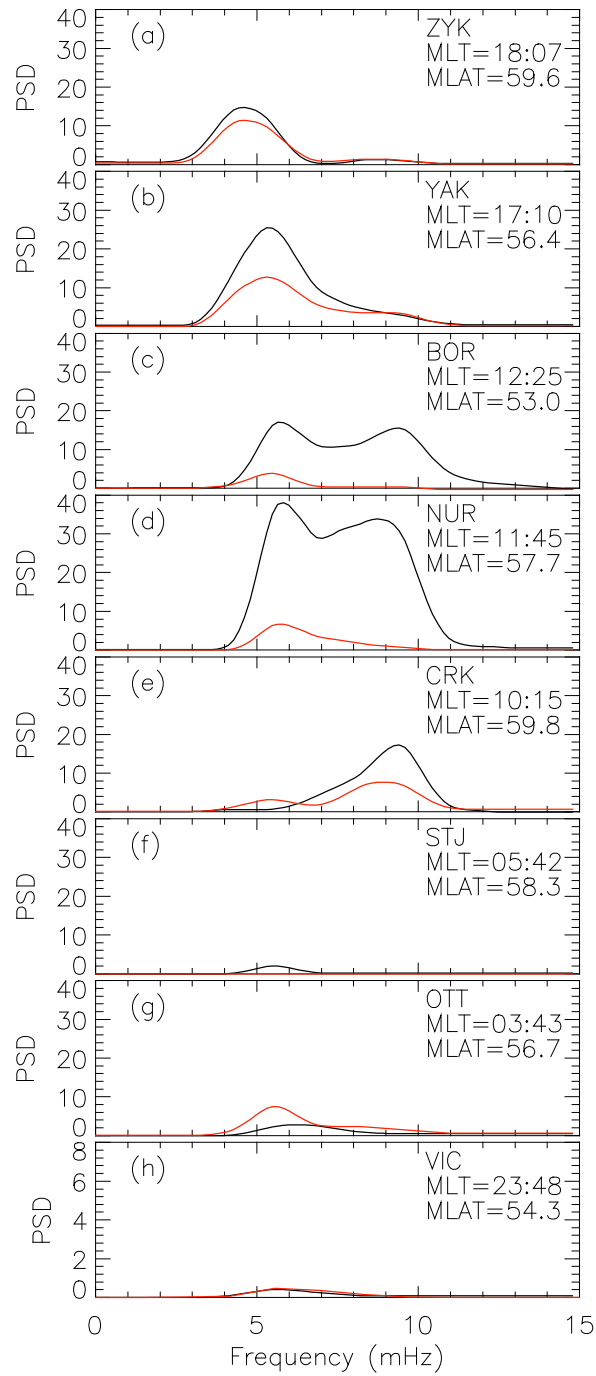 (a)
ZYK
MLT=18:07
MLAT=59.6
PSD
40
30
20
10
0
(b)
YAK
MLT=17:10
MLAT=56.4
PSD
40
30
20
10
0
(c)
BOR
MLT=12:25
MLAT=53.0
PSD
40
30
20
10
0
(d)
NUR
MLT=11:45
MLAT=57.7
PSD
40
30
20
10
0
(e)
CRK
MLT=10:15
MLAT=59.8
PSD
40
30
20
10
0
(f)
STJ
MLT=05:42
MLAT=58.3
PSD
40
30
20
10
0
(g)
OTT
MLT=03:43
MLAT=56.7
PSD
40
30
20
10
0
(h)
VIC
MLT=23:48
MLAT=54.3
PSD
8
6
4
2
0
0 5 10 15
Frequency (mHz)